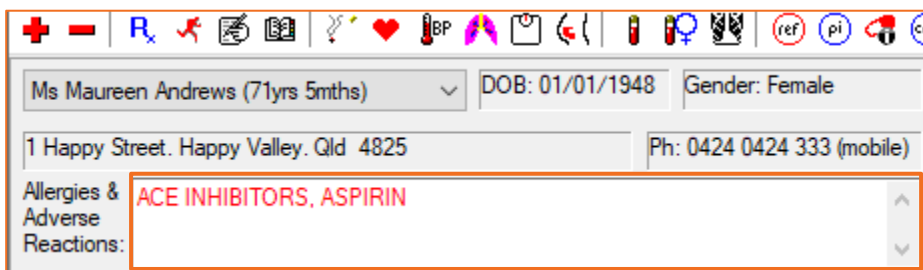 Rx BP ref pi
Ms Maureen Andrews (71yrs 5mths) DOB: 01/01/1948 Gender: Female
1 Happy Street. Happy Valley. Qld 4825 Ph: 0424 0424 333 (mobile)
Allergies & ACE INHIBITORS, ASPIRIN
Adverse
Reactions: